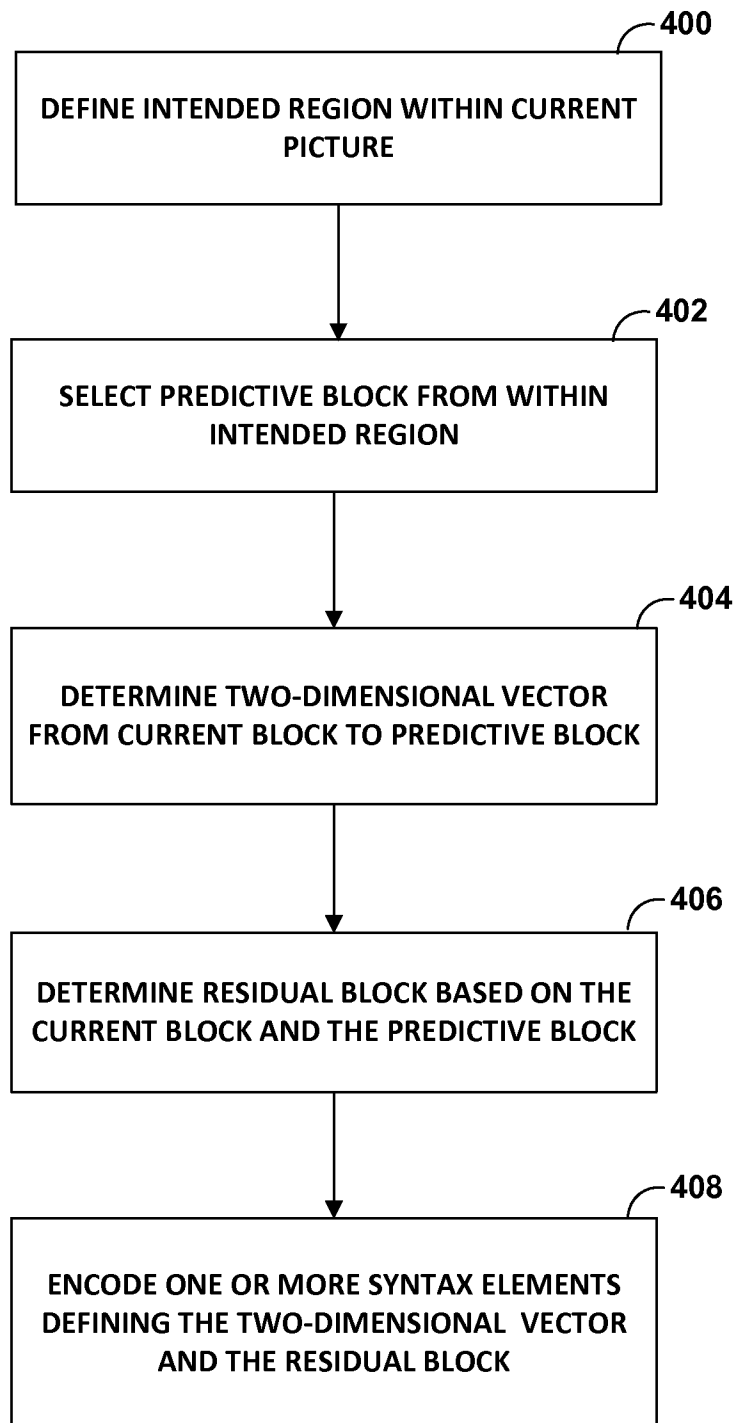 400
DEFINE INTENDED REGION WITHIN CURRENT
PICTURE
402
SELECT PREDICTIVE BLOCK FROM WITHIN
INTENDED REGION
404
DETERMINE TWO-DIMENSIONAL VECTOR
FROM CURRENT BLOCK TO PREDICTIVE BLOCK
406
DETERMINE RESIDUAL BLOCK BASED ON THE
CURRENT BLOCK AND THE PREDICTIVE BLOCK
408
ENCODE ONE OR MORE SYNTAX ELEMENTS
DEFINING THE TWO-DIMENSIONAL VECTOR
AND THE RESIDUAL BLOCK